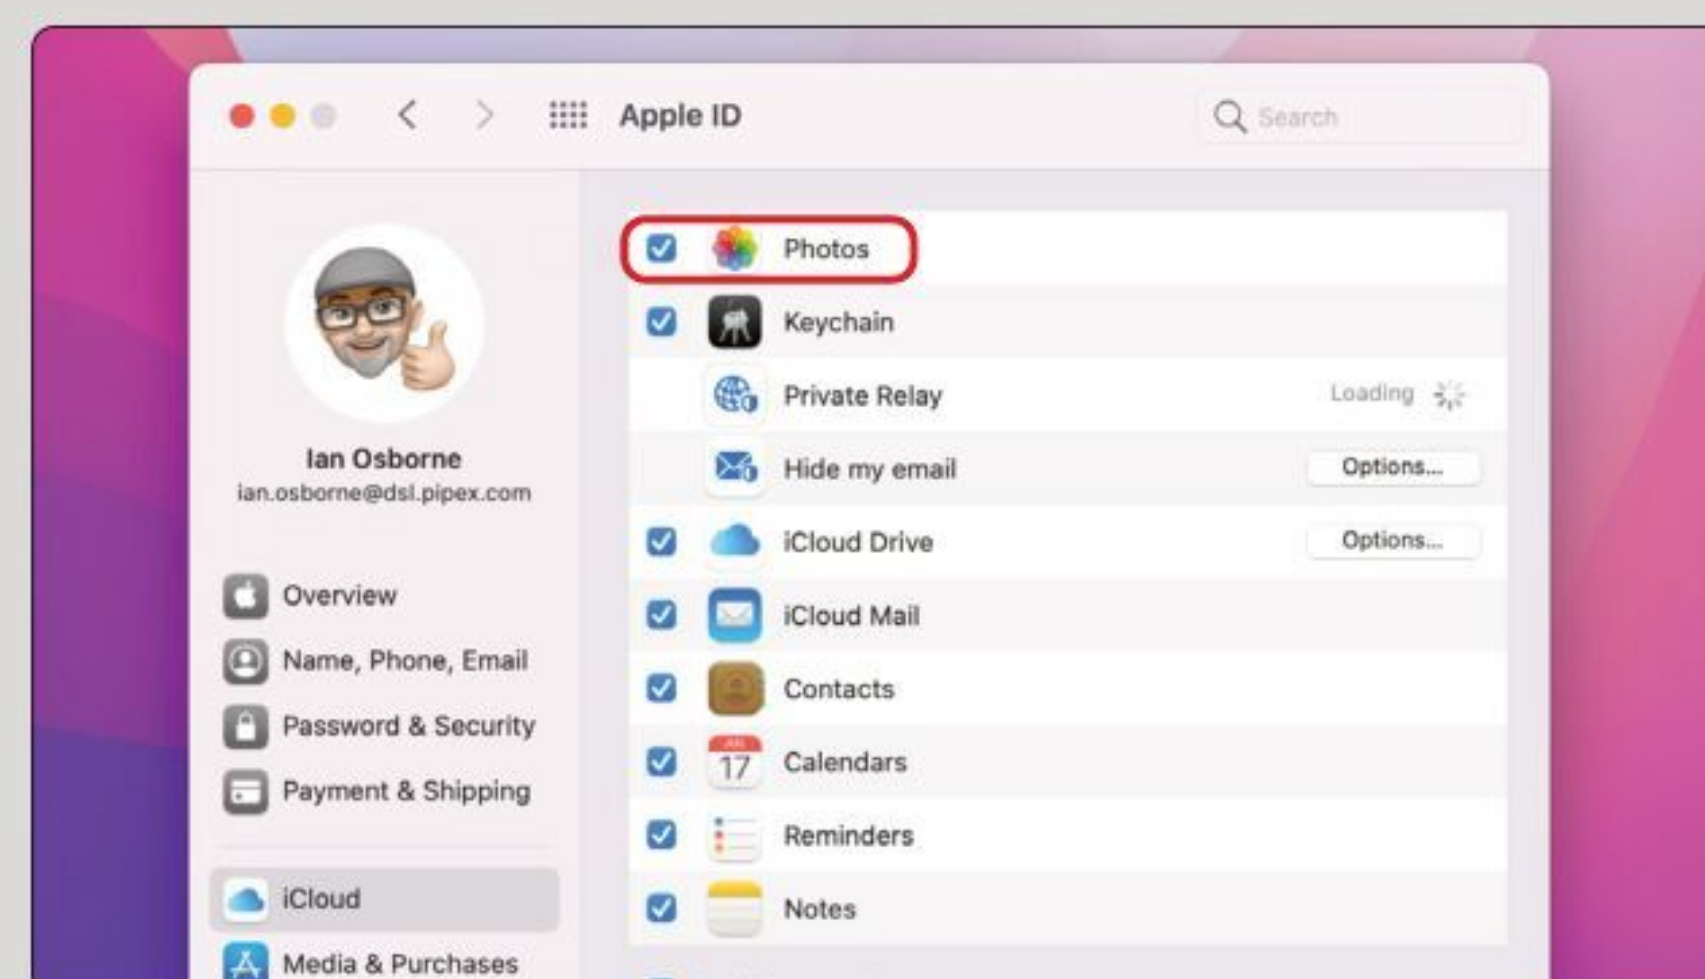 Apple ID
Search
Ian Osborne
ian.osborne@dsl.pipex.com
Overview
Name, Phone, Email
Password & Security
Payment & Shipping
iCloud
Media & Purchases
Photos
Keychain
Private Relay
Loading
Hide my email
Options...
iCloud Drive
Options...
iCloud Mail
Contacts
17
Calendars
Reminders
Notes